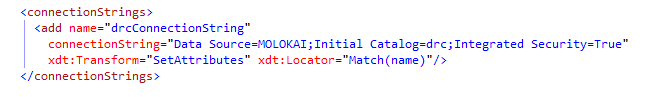 <connectionStrings>
<add name="drcConnectionString"
connectionString="Data Source=MOLOKAI;Initial Catalog=drc;Integrated Security=True"
xdt:Transform="SetAttributes" xdt:Locator="Match(name)"/>
</connectionStrings>